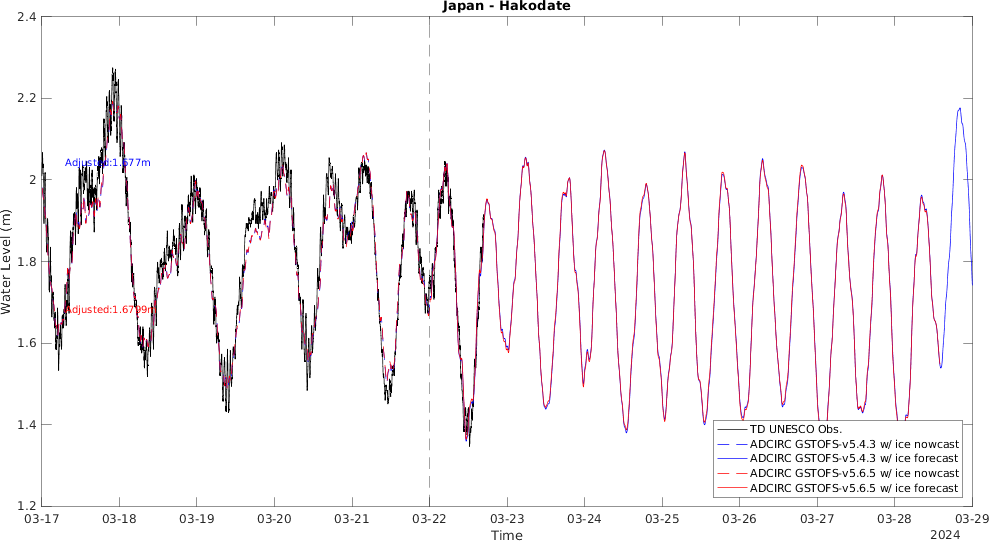 Japan - Hakodate
Water Level (m)
2.4
2.2
2
1.8
1.6
1.4
1.2
Adjusted:1.677m
Adjusted:1.6799m
TD UNESCO Obs.
ADCIRC GSTOFS-v5.4.3 w/ ice nowcast
ADCIRC GSTOFS-v5.4.3 w/ ice forecast
ADCIRC GSTOFS-v5.6.5 w/ ice nowcast
ADCIRC GSTOFS-v5.6.5 w/ ice forecast
03-17 03-18 03-19 03-20 03-21 03-22 03-23 03-24 03-25 03-26 03-27 03-28 03-29
Time
2024